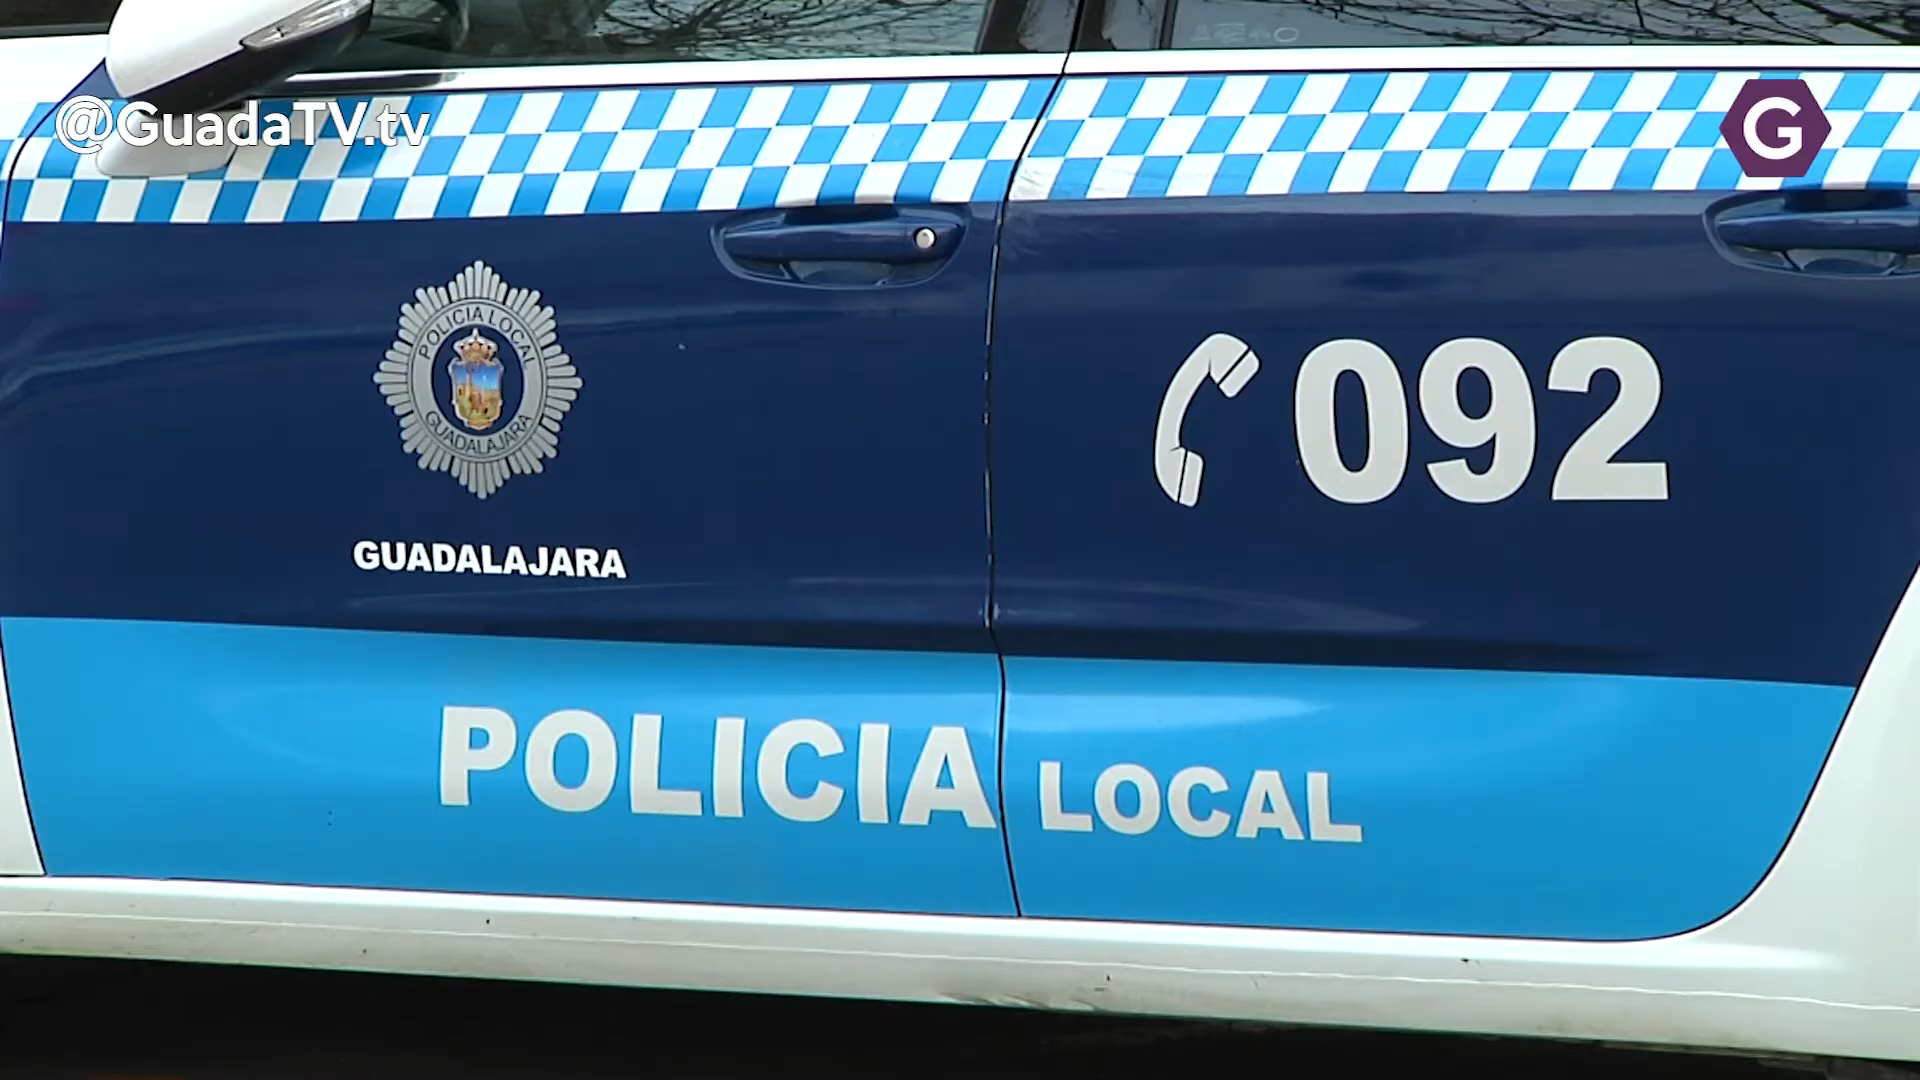 @GuadaTV.tv
G
POLICIA LOCAL
GUADALAJARA
092
GUADALAJARA
POLICIA LOCAL